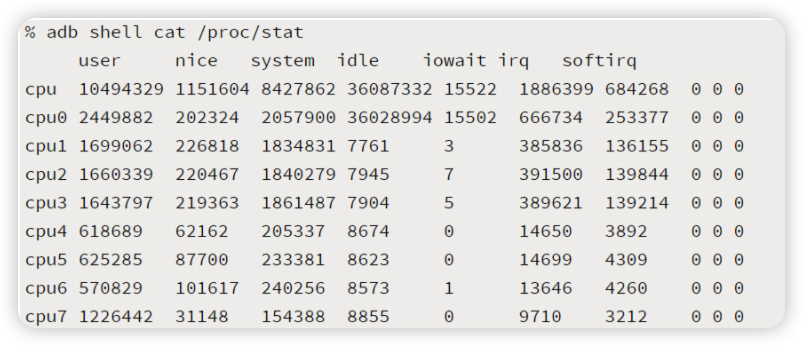 % adb shell cat /proc/stat
user nice system idle iowait irq softirq
cpu 10494329 1151604 8427862 36087332 15522 1886399 684268 0 0 0
cpu0 2449882 202324 2057900 36028994 15502 666734 253377 0 0 0
cpu1 1699062 226818 1834831 7761 3 385836 136155 0 0 0
cpu2 1660339 220467 1840279 7945 7 391500 139844 0 0 0
cpu3 1643797 219363 1861487 7904 5 389621 139214 0 0 0
cpu4 618689 62162 205337 8674 0 14650 3892 0 0 0
cpu5 625285 87700 233381 8623 0 14699 4309 0 0 0
cpu6 570829 101617 240256 8573 1 13646 4260 0 0 0
cpu7 1226442 31148 154388 8855 0 9710 3212 0 0 0